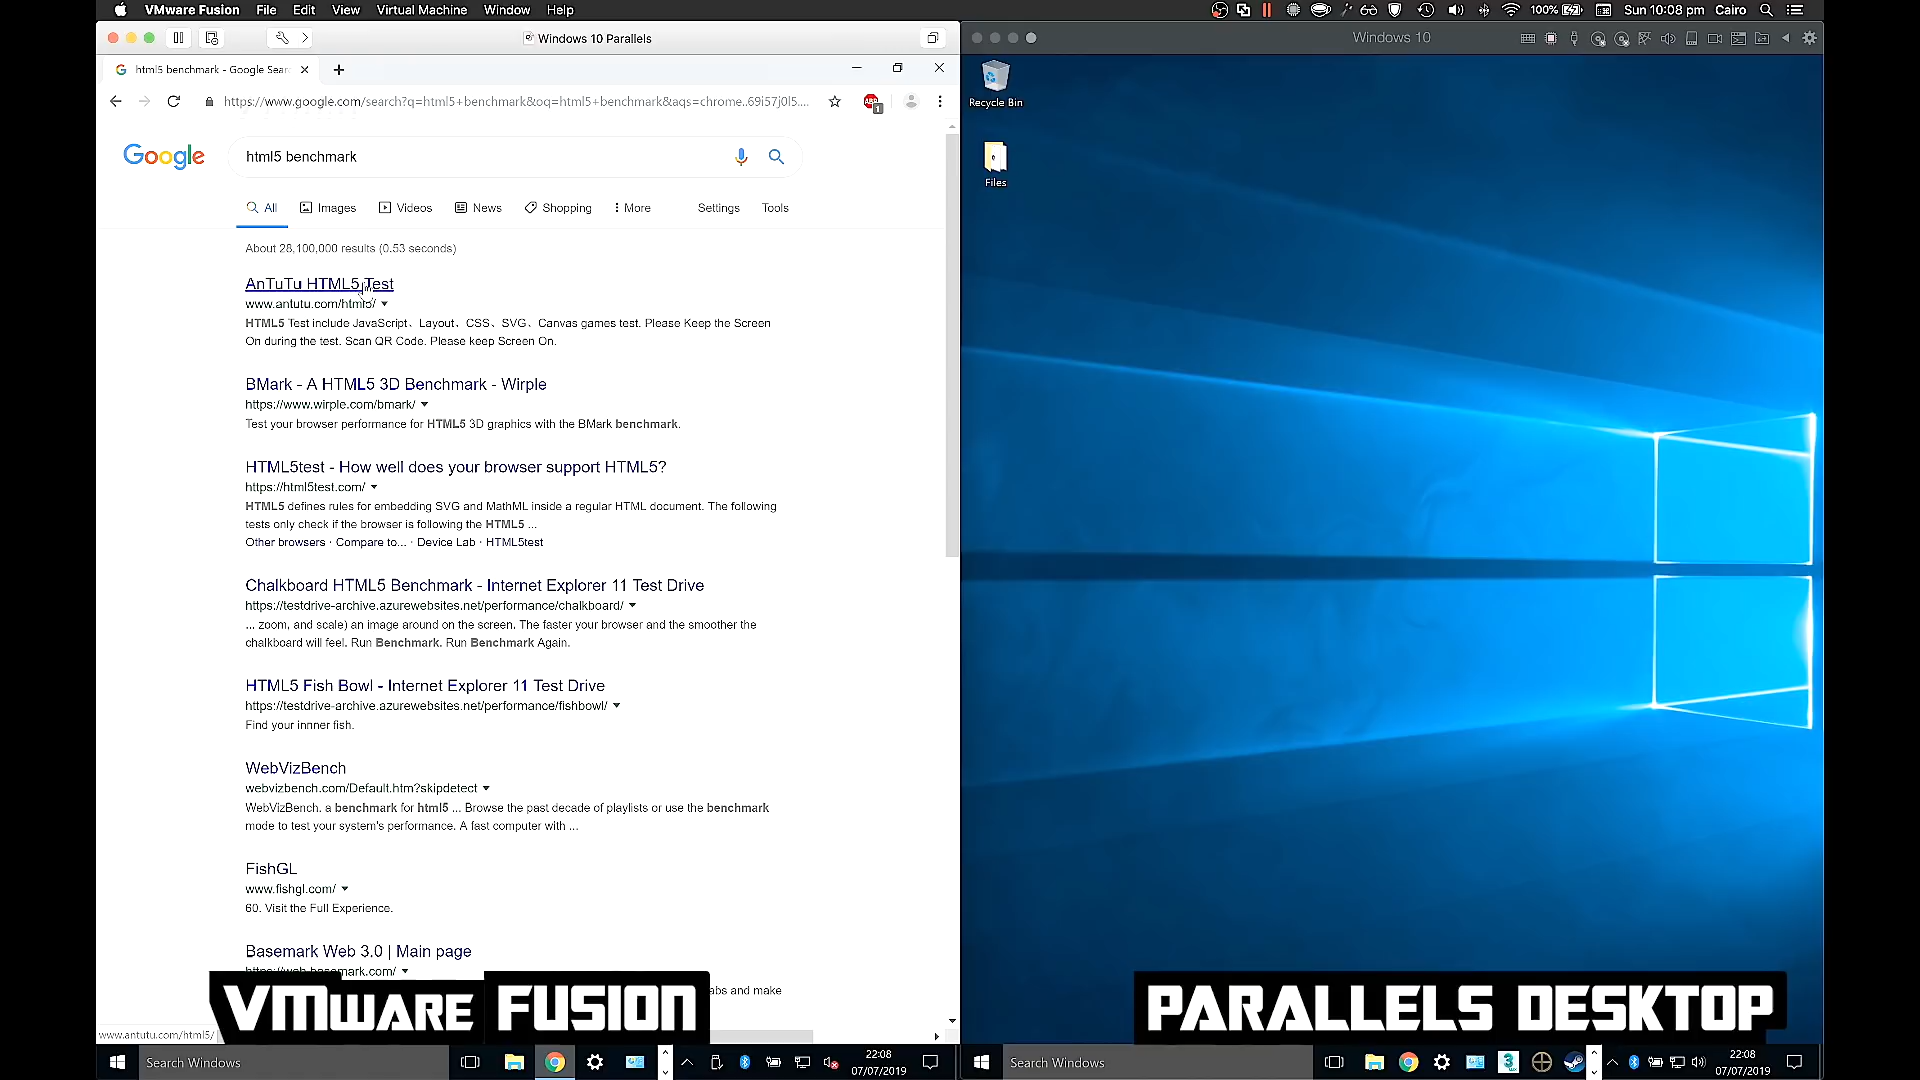 VMware Fusion File Edit View Virtual Machine Window Help
100% Sun 10:08 pm Cairo
Windows 10 Parallels
Windows 10
html5 benchmark - Google Sear
https://www.google.com/search?q=html5+benchmark&oq=html5+benchmark&aqs=chrome..69i57j0l5....
ABP
1
Google
html5 benchmark
All Images Videos News Shopping More Settings Tools
About 28,100,000 results (0.53 seconds)
AnTuTu HTML5 Test
www.antutu.com/html5/
HTML5 Test include JavaScript、Layout、CSS、SVG、Canvas games test. Please Keep the Screen
On during the test. Scan QR Code. Please keep Screen On.
BMark - A HTML5 3D Benchmark - Wirple
https://www.wirple.com/bmark/
Test your browser performance for HTML5 3D graphics with the BMark benchmark.
HTML5test - How well does your browser support HTML5?
https://html5test.com/
HTML5 defines rules for embedding SVG and MathML inside a regular HTML document. The following
tests only check if the browser is following the HTML5 ...
Other browsers · Compare to... · Device Lab · HTML5test
Chalkboard HTML5 Benchmark - Internet Explorer 11 Test Drive
https://testdrive-archive.azurewebsites.net/performance/chalkboard/
... zoom, and scale) an image around on the screen. The faster your browser and the smoother the
chalkboard will feel. Run Benchmark. Run Benchmark Again.
HTML5 Fish Bowl - Internet Explorer 11 Test Drive
https://testdrive-archive.azurewebsites.net/performance/fishbowl/
Find your innner fish.
WebVizBench
webvizbench.com/Default.htm?skipdetect
WebVizBench. a benchmark for html5 ... Browse the past decade of playlists or use the benchmark
mode to test your system's performance. A fast computer with ...
FishGL
www.fishgl.com/
60. Visit the Full Experience.
Basemark Web 3.0 | Main page
https://web.basemark.com/
abs and make
www.antutu.com/html5/
VMWARE FUSION
Search Windows
22:08
07/07/2019
Recycle Bin
Files
PARALLELS DESKTOP
Search Windows
3
22:08
07/07/2019